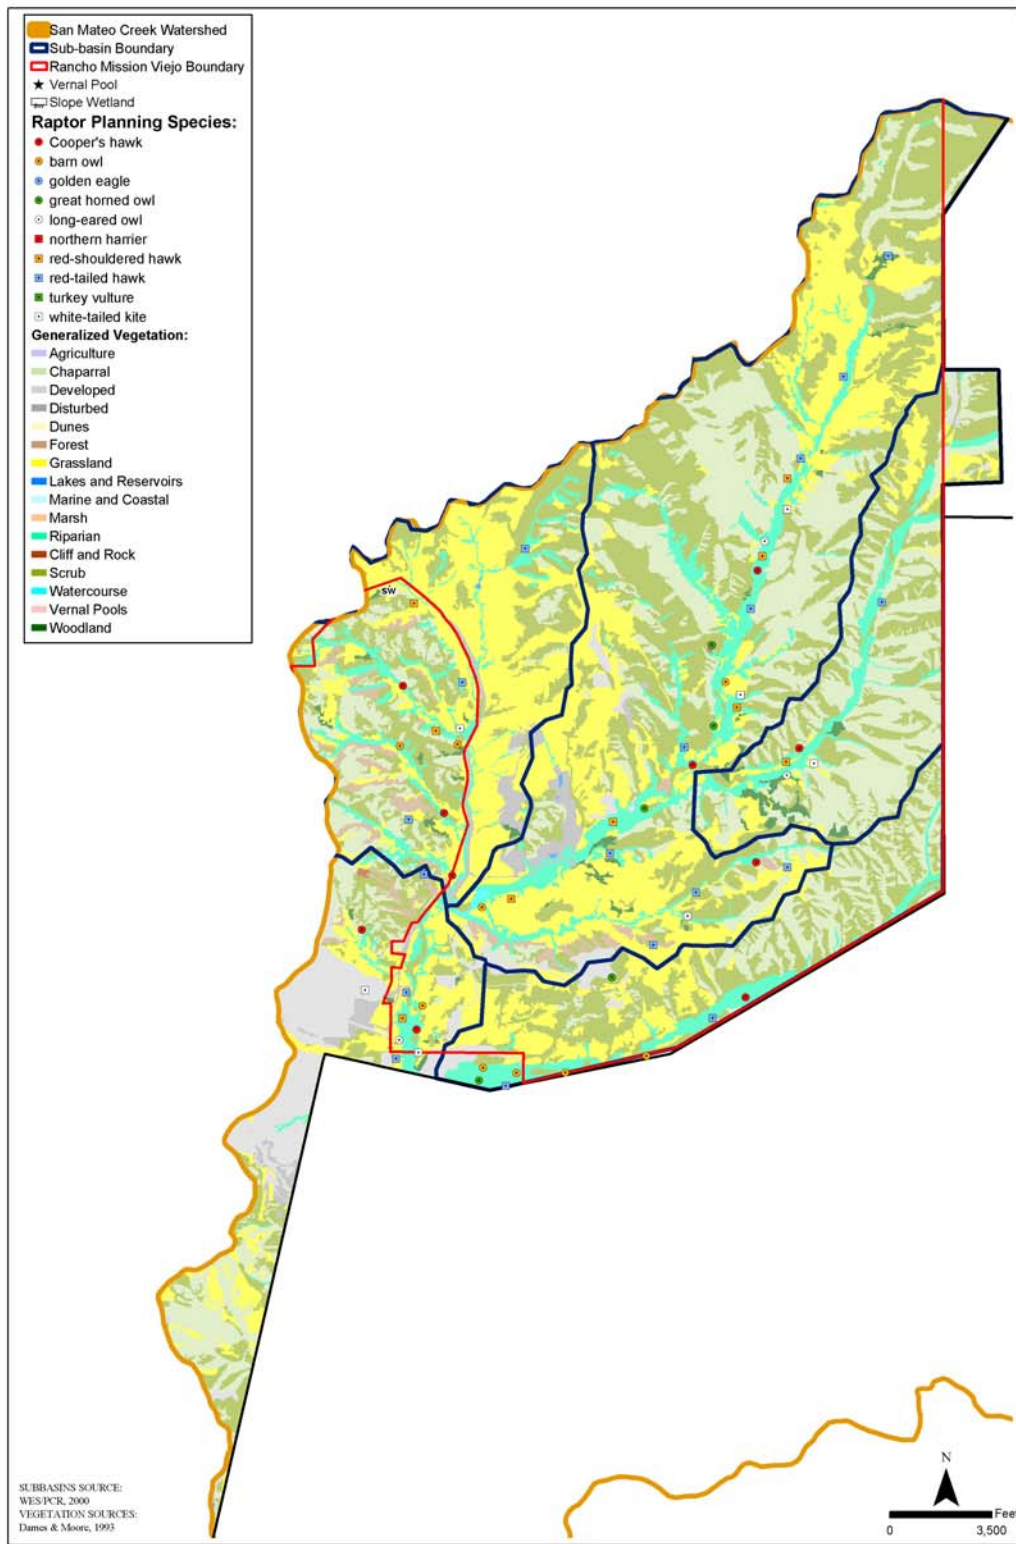 San Mateo Creek Watershed
Sub-basin Boundary
Rancho Mission Viejo Boundary
Vernal Pool
Slope Wetland
Raptor Planning Species:
Cooper's hawk
barn owl
golden eagle
great horned owl
long-eared owl
northern harrier
red-shouldered hawk
red-tailed hawk
turkey vulture
white-tailed kite
Generalized Vegetation:
Agriculture
Chaparral
Developed
Disturbed
Dunes
Forest
Grassland
Lakes and Reservoirs
Marine and Coastal
Marsh
Riparian
Cliff and Rock
Scrub
Watercourse
Vernal Pools
Woodland
SW
SUBBASINS SOURCE:
WES/PCR, 2000
VEGETATION SOURCES:
Dames & Moore, 1993
N
Feet
0 3,500